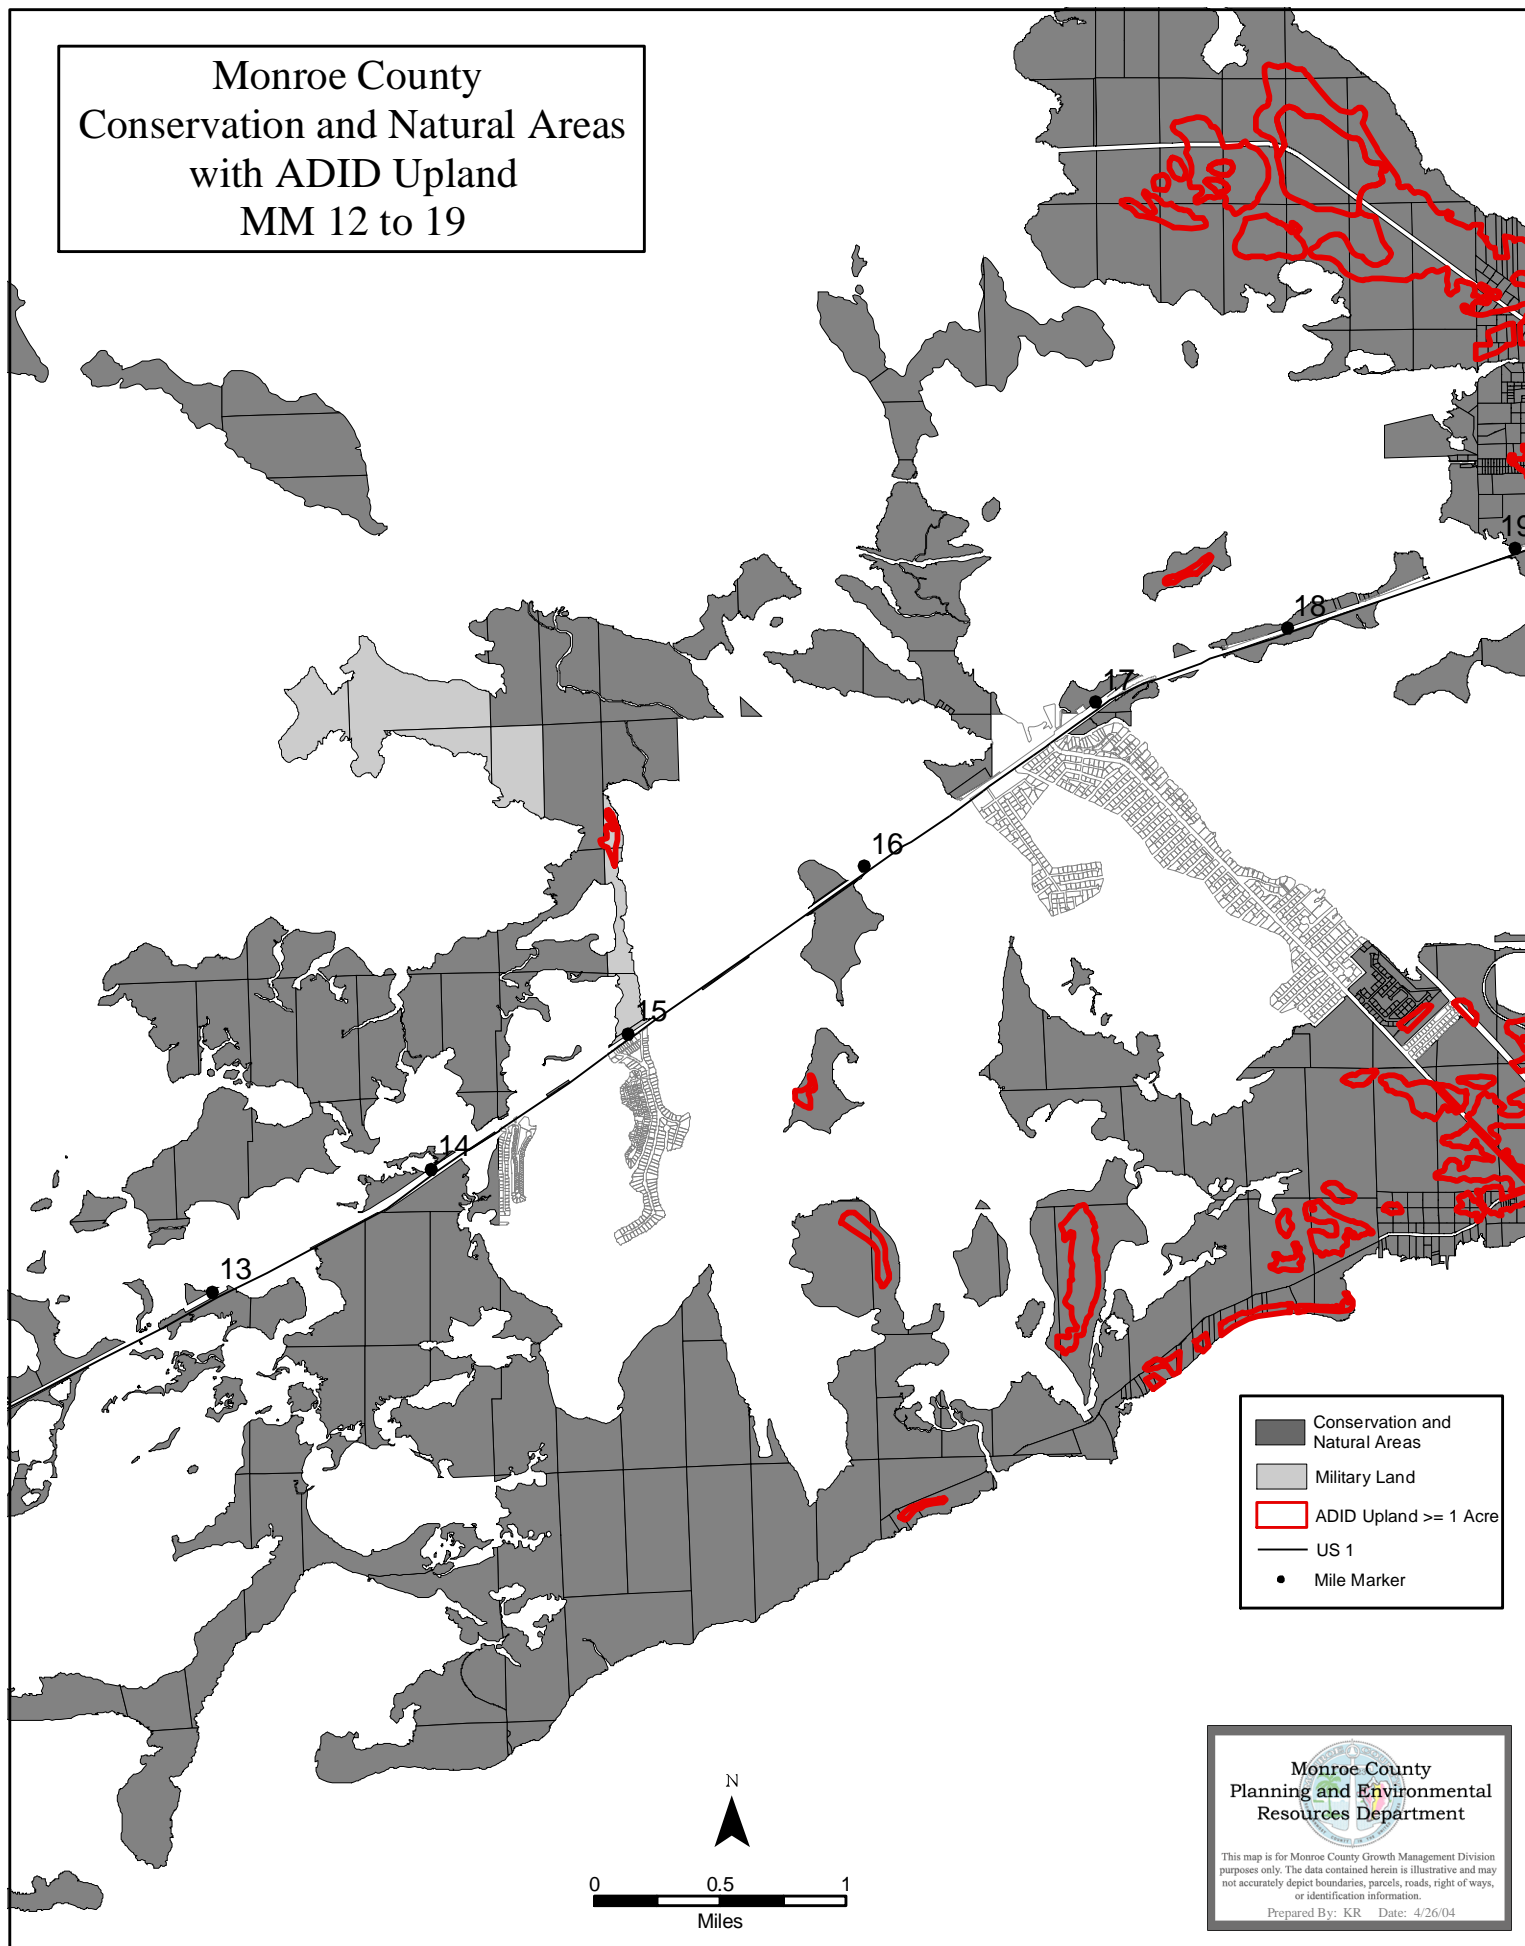 Monroe County
Conservation and Natural Areas
with ADID Upland
MM 12 to 19
19
18
17
16
15
14
13
Conservation and
Natural Areas
Military Land
ADID Upland >= 1 Acre
US 1
Mile Marker
N
0 0.5 1
Miles
Monroe County
Planning and Environmental
Resources Department
This map is for Monroe County Growth Management Division
purposes only. The data contained herein is illustrative and may
not accurately depict boundaries, parcels, roads, right of ways,
or identification information.
Prepared By: KR Date: 4/26/04